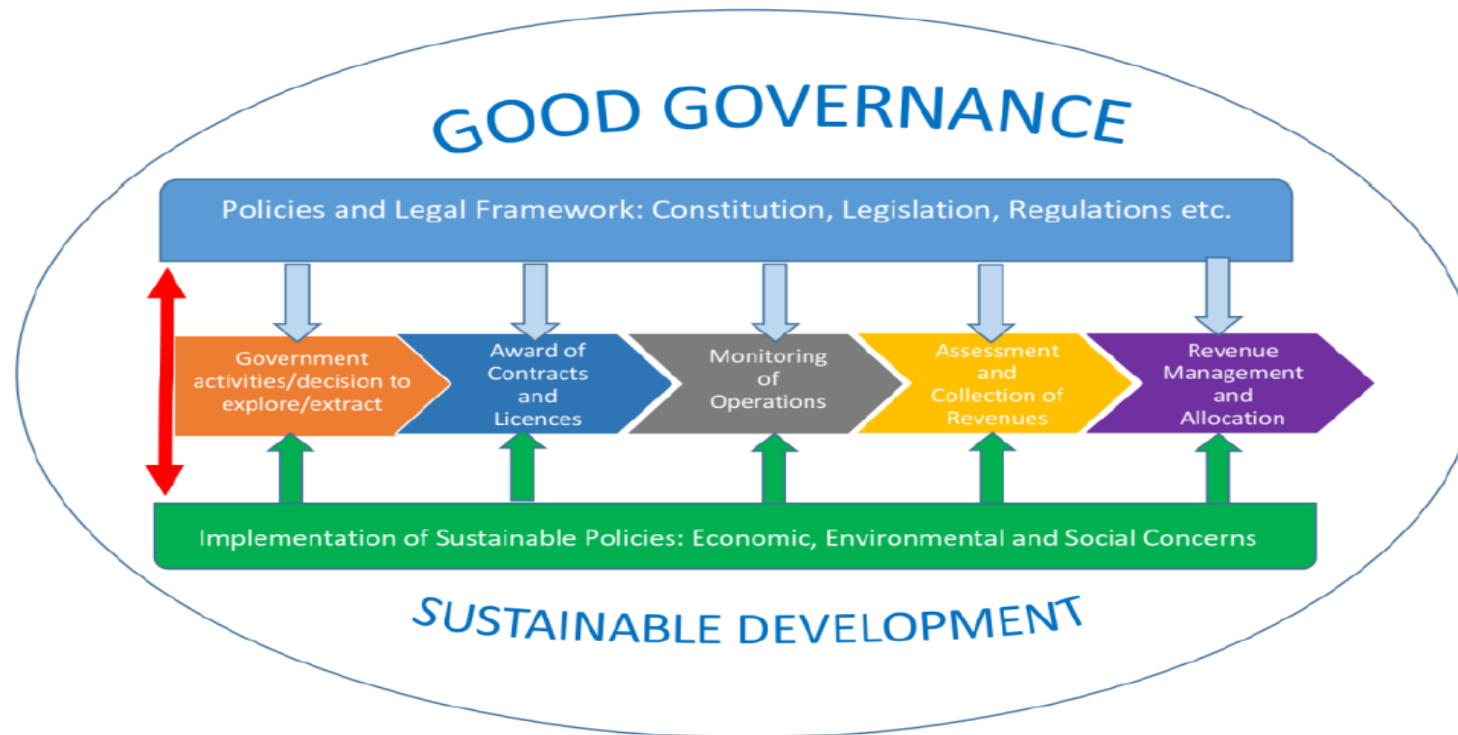 GOOD GOVERNANCE
Policies and Legal Framework: Constitution, Legislation, Regulations etc.
Government
activities/decision to
explore/extract
Award of
Contracts
and
Licences
Monitoring
of
Operations
Assessment
and
Collection of
Revenues
Revenue
Management
and
Allocation
Implementation of Sustainable Policies: Economic, Environmental and Social Concerns
SUSTAINABLE DEVELOPMENT